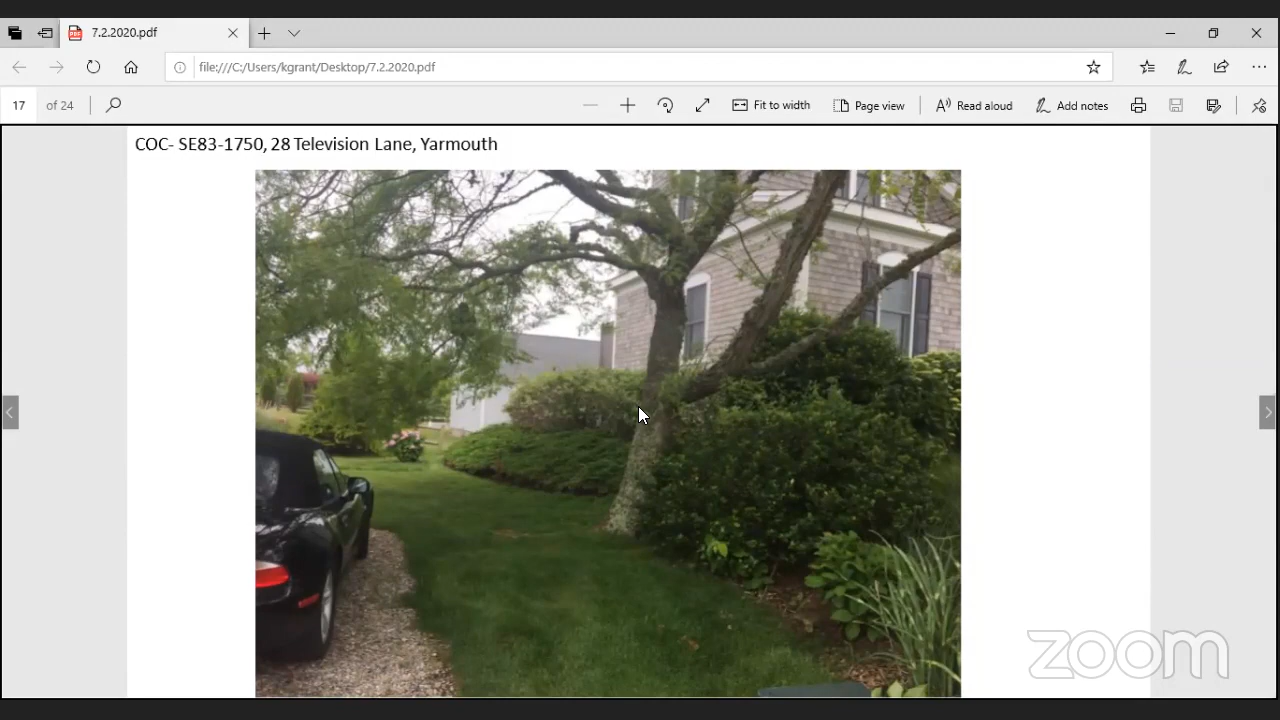 7.2.2020.pdf
file:///C:/Users/kgrant/Desktop/7.2.2020.pdf
17 of 24
Fit to width
Page view
Read aloud
Add notes
COC- SE83-1750, 28 Television Lane, Yarmouth
zoom